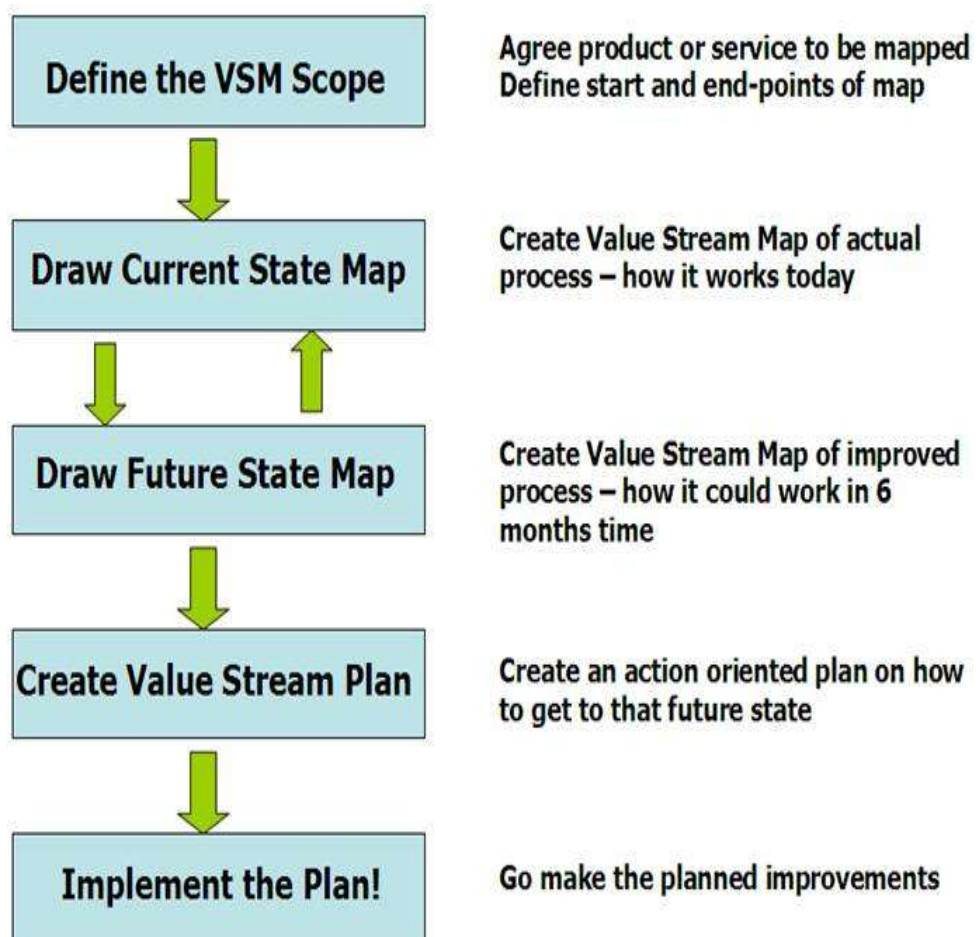 Define the VSM Scope
Agree product or service to be mapped
Define start and end-points of map
Draw Current State Map
Create Value Stream Map of actual
process – how it works today
Draw Future State Map
Create Value Stream Map of improved
process – how it could work in 6
months time
Create Value Stream Plan
Create an action oriented plan on how
to get to that future state
Implement the Plan!
Go make the planned improvements